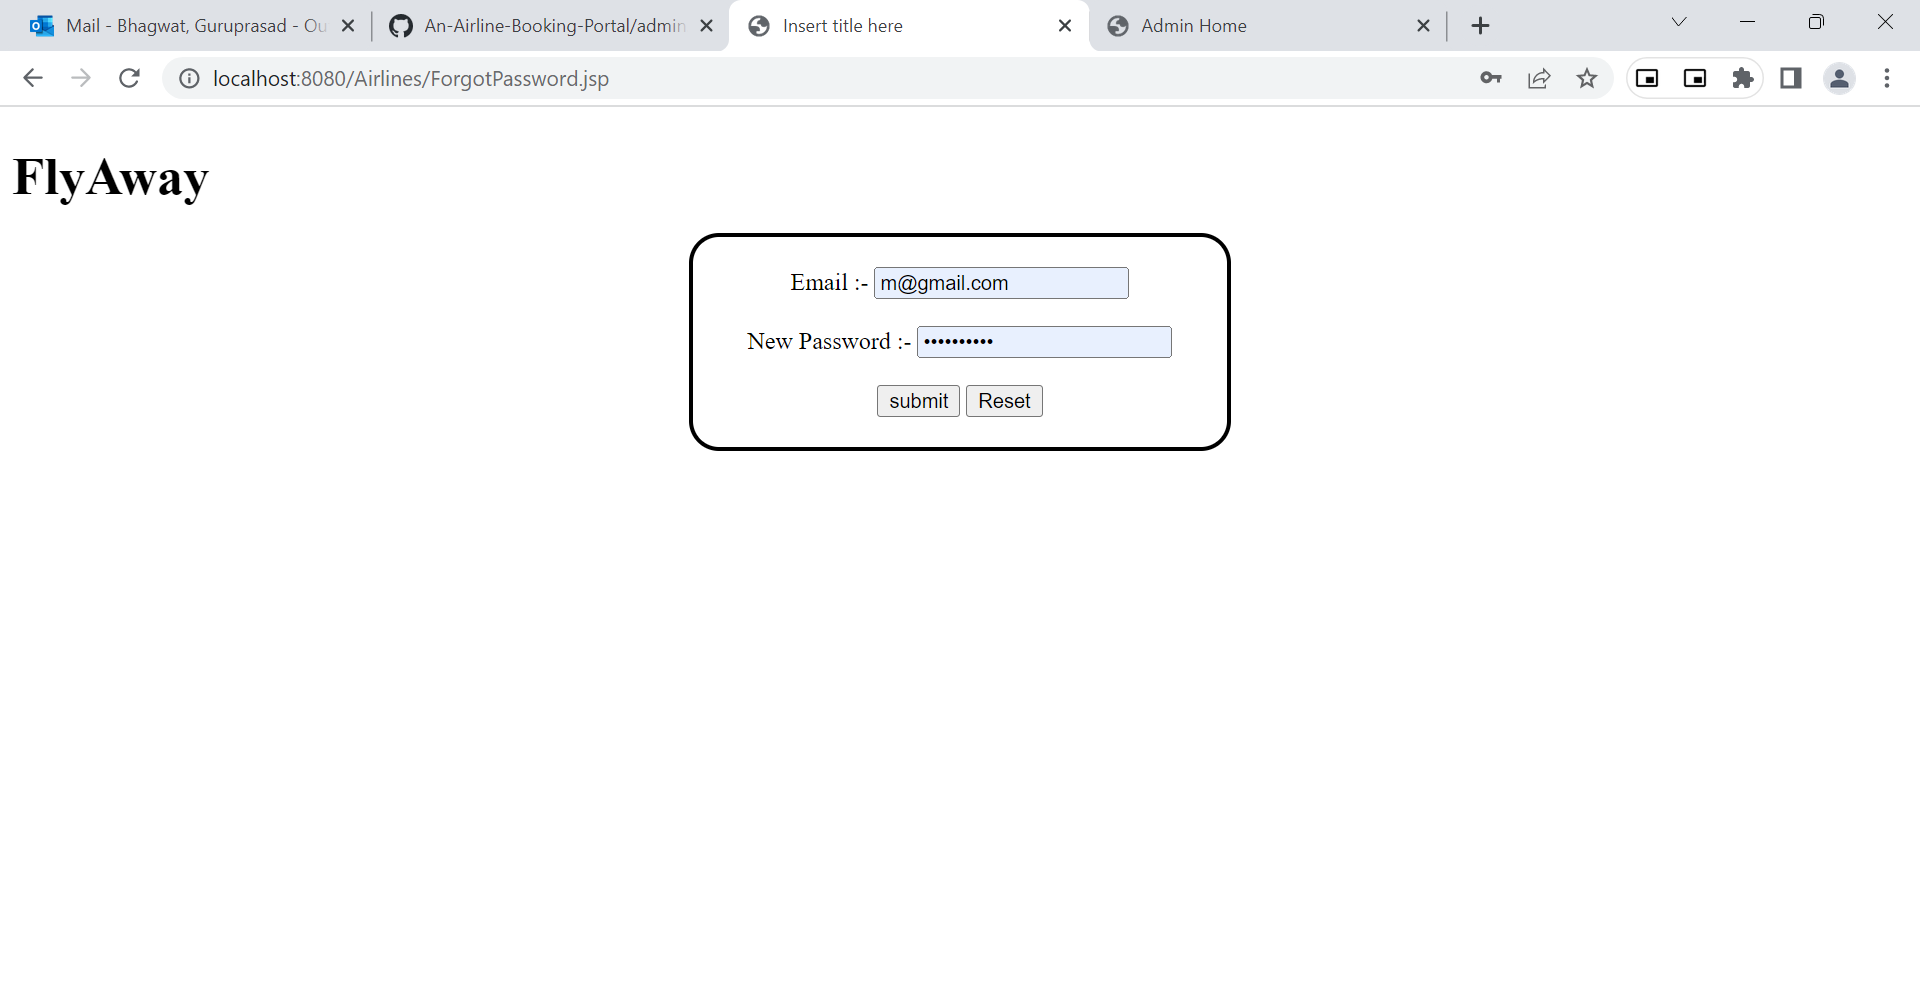 Mail - Bhagwat, Guruprasad - Ou
An-Airline-Booking-Portal/admin
Insert title here
Admin Home
localhost:8080/Airlines/ForgotPassword.jsp
FlyAway
Email :- m@gmail.com
New Password :- ••••••••••
submit Reset